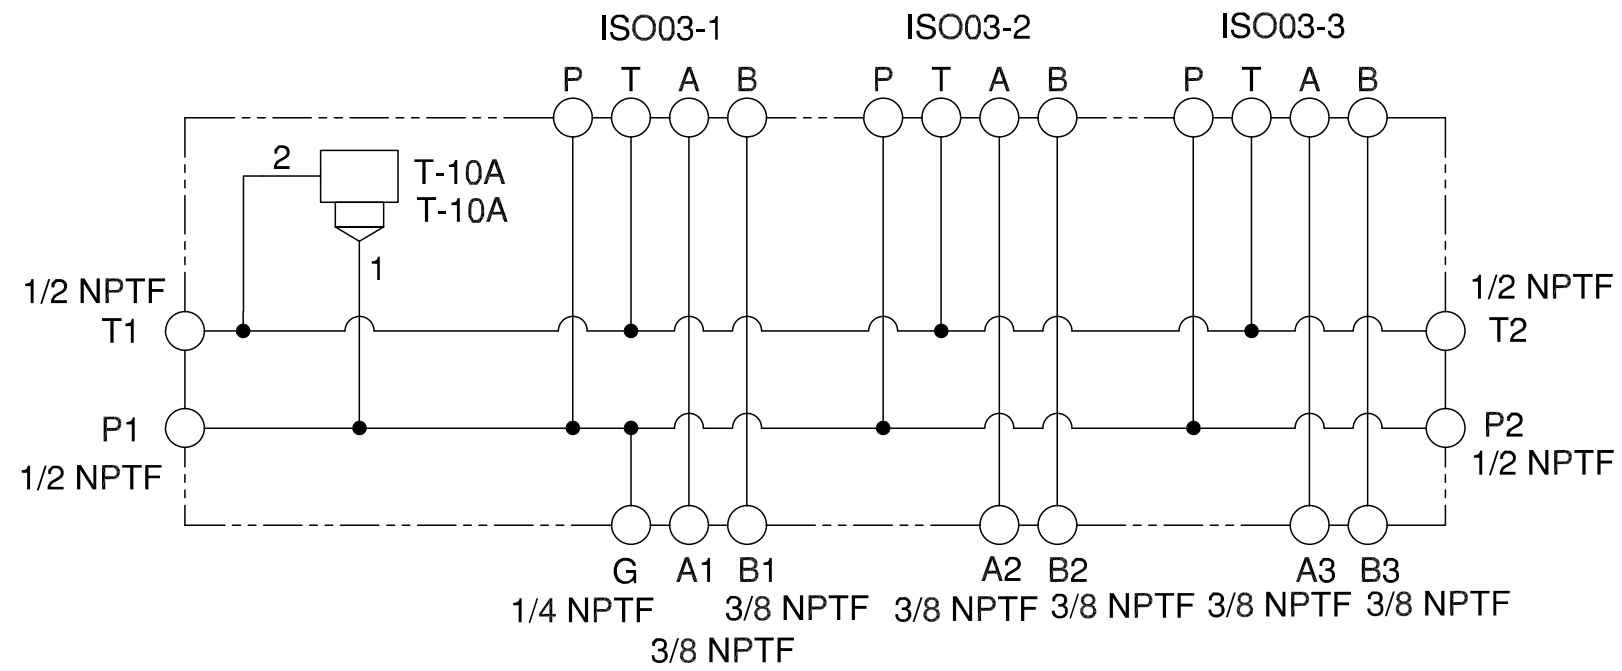 ISO03-1 ISO03-2 ISO03-3
P T A B P T A B P T A B
2
T-10A
T-10A
1
1/2 NPTF 1/2 NPTF
T1 T2
P1 P2
1/2 NPTF 1/2 NPTF
G A1 B1 A2 B2 A3 B3
1/4 NPTF 3/8 NPTF 3/8 NPTF 3/8 NPTF 3/8 NPTF 3/8 NPTF
3/8 NPTF